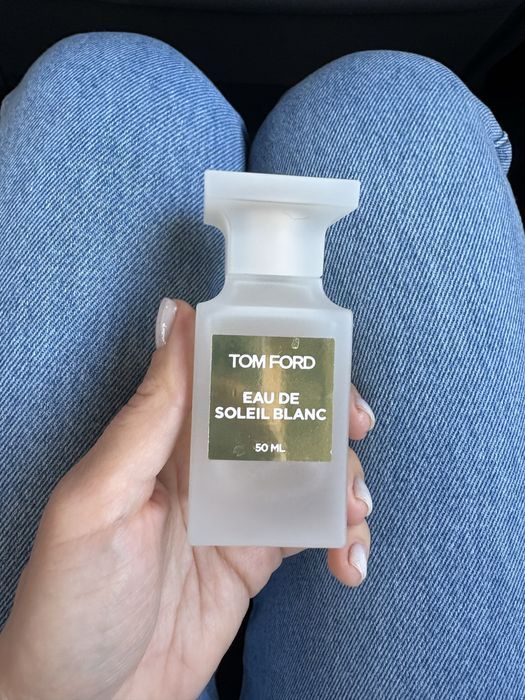 TOM FORD
EAU DE
SOLEIL BLANC
50 ML